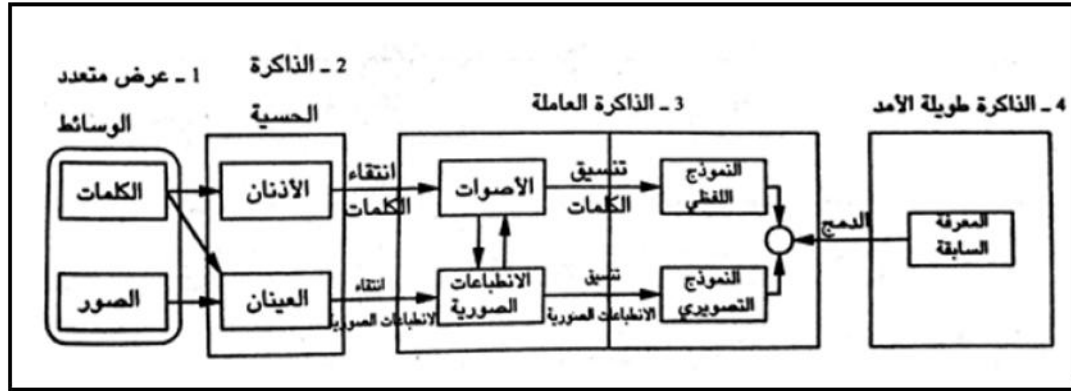 1 ـ عرض متعدد
الوسائط
2 ـ الذاكرة
الحسية
3 ـ الذاكرة العاملة
4 ـ الذاكرة طويلة الأمد
الكلمات
الأذنان
انتقاء
الكلمات
الأصوات
تنسيق
الكلمات
النموذج
اللفظي
الدمج
المعرفة
السابقة
الصور
العينان
انتقاء
الانطباعات الصورية
الانطباعات
الصورية
تنسيق
الانطباعات الصورية
النموذج
التصويري